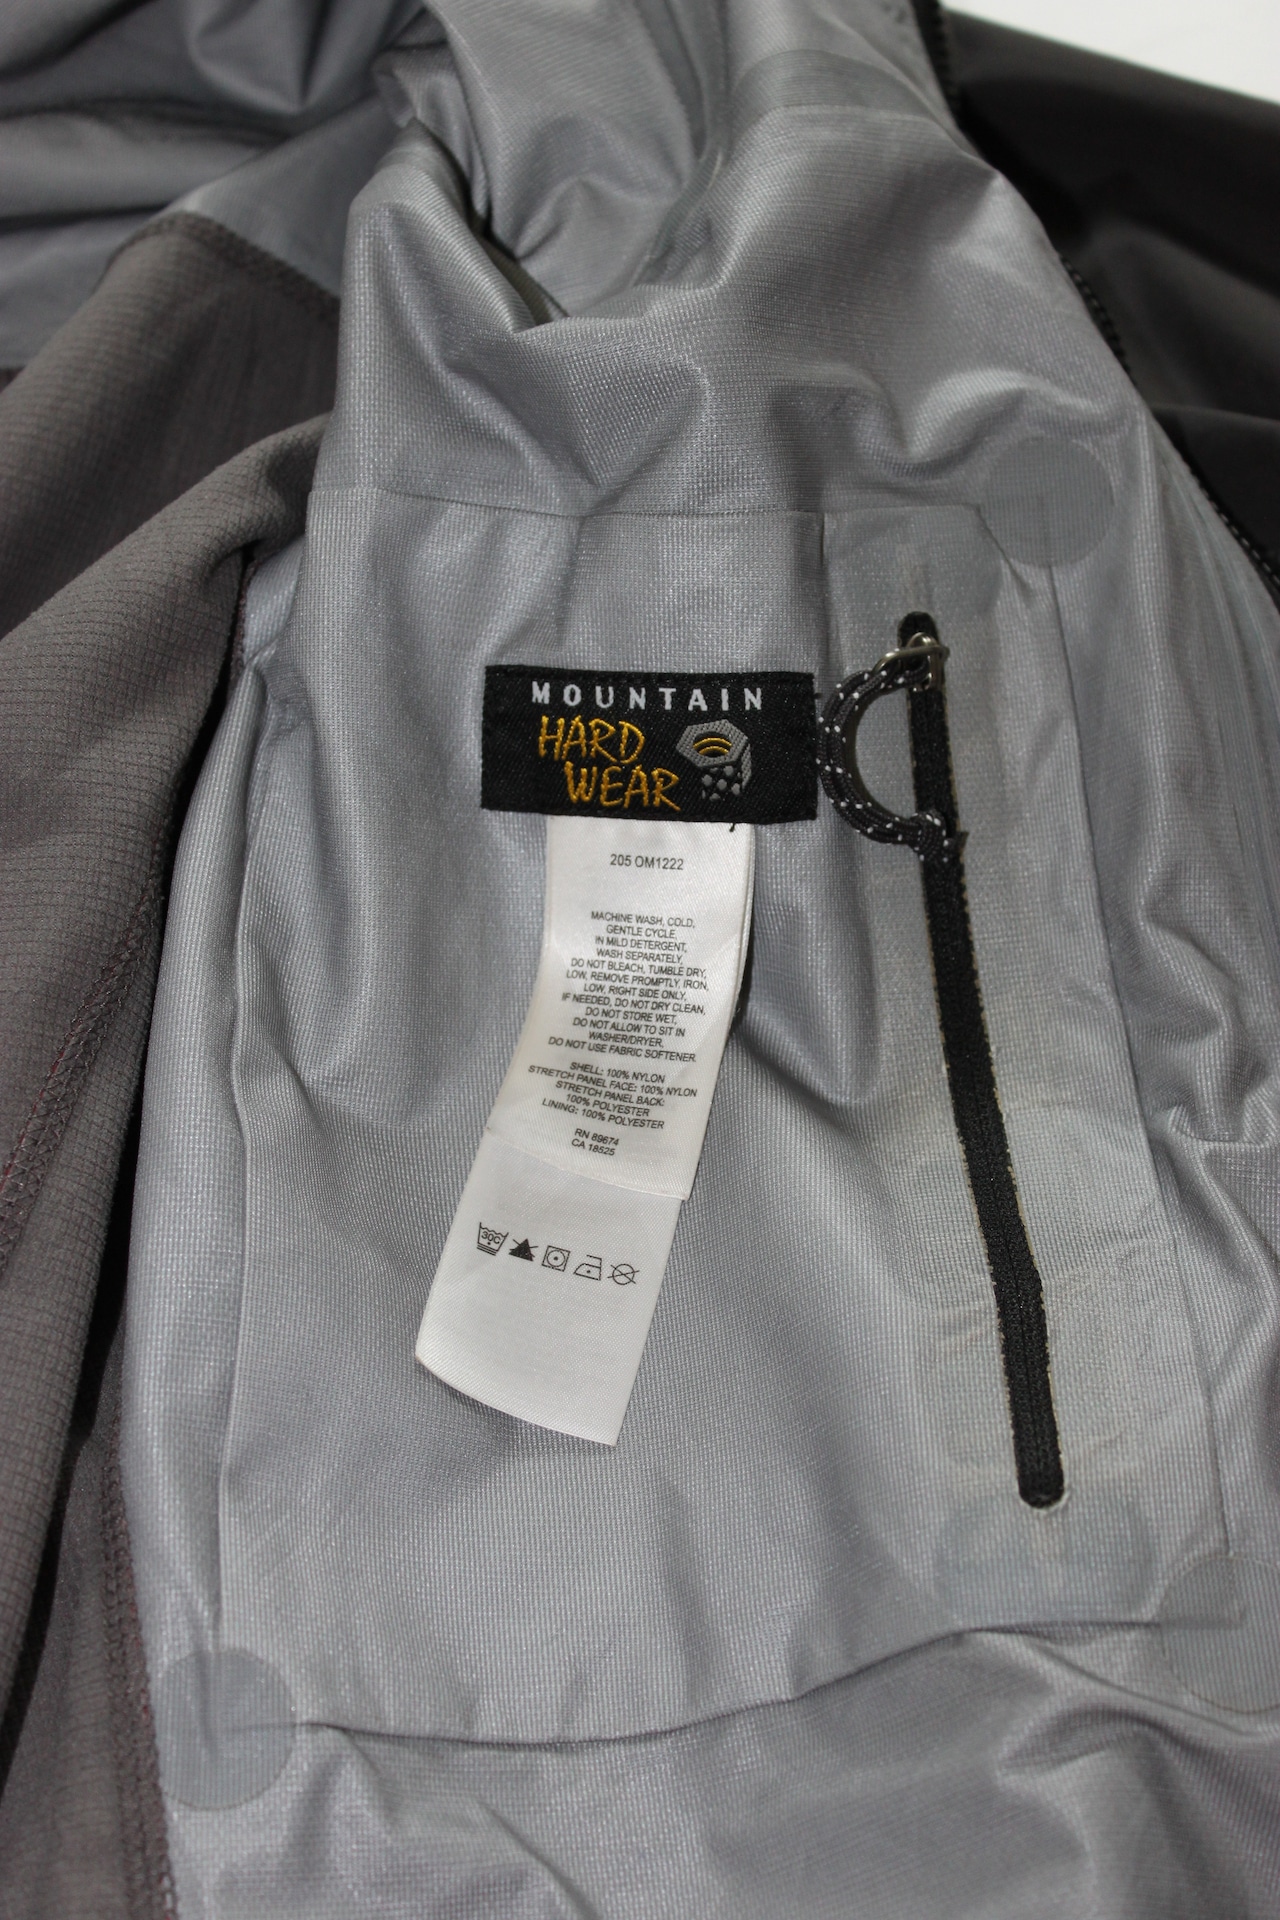 MOUNTAIN
HARD
WEAR
205 OM1222
MACHINE WASH, COLD,
GENTLE CYCLE,
IN MILD DETERGENT,
WASH SEPARATELY,
DO NOT BLEACH, TUMBLE DRY,
LOW, REMOVE PROMPTLY, IRON,
LOW, RIGHT SIDE ONLY,
IF NEEDED, DO NOT DRY CLEAN,
DO NOT STORE WET,
DO NOT ALLOW TO SIT IN
WASHER/DRYER,
DO NOT USE FABRIC SOFTENER.
SHELL: 100% NYLON
STRETCH PANEL FACE: 100% NYLON
STRETCH PANEL BACK:
100% POLYESTER
LINING: 100% POLYESTER
RN 89674
CA 18525
30C